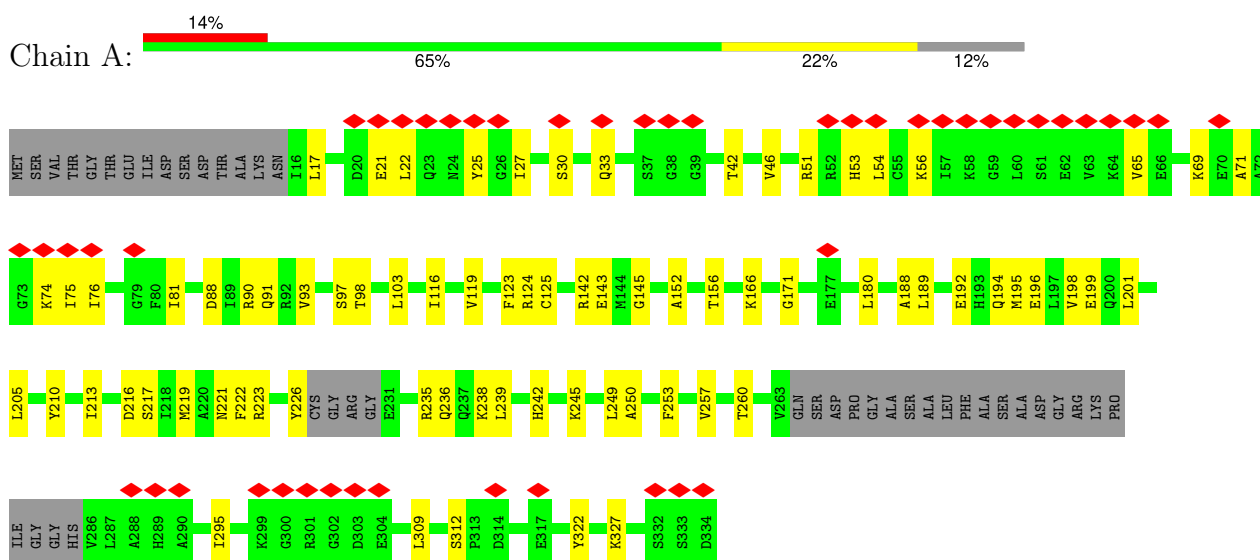 14%
Chain A:
65% 22% 12%
MET SER VAL THR GLY THR GLU ILE ASP SER ASP THR ALA LYS ASN I16 L17 D20 E21 L22 Q23 N24 Y25 G26 I27 S30 Q33 S37 G38 G39 T42 V46 R51 R52 H53 L54 C55 K56 I57 K58 G59 L60 S61 E62 V63 K64 V65 E66 K69 E70 A71 A72
G73 K74 I75 I76 G79 F80 I81 D88 I89 R90 Q91 R92 V93 S97 T98 L103 I116 V119 F123 R124 C125 R142 E143 M144 G145 A152 T156 K166 G171 E177 L180 A188 L189 E192 H193 Q194 M195 E196 L197 V198 E199 Q200 L201
L205 Y210 I213 D216 S217 I218 M219 A220 N221 F222 R223 Y226 CYS GLY ARG GLY E231 R235 Q236 Q237 K238 L239 H242 K245 L249 A250 F253 V257 T260 V263 GLN SER ASP PRO GLY ALA SER ALA LEU PHE ALA SER ALA ASP GLY ARG LYS PRO
ILE GLY GLY HIS V286 L287 A288 H289 A290 I295 K299 G300 R301 G302 D303 E304 L309 S312 P313 D314 E317 Y322 K327 S332 S333 D334